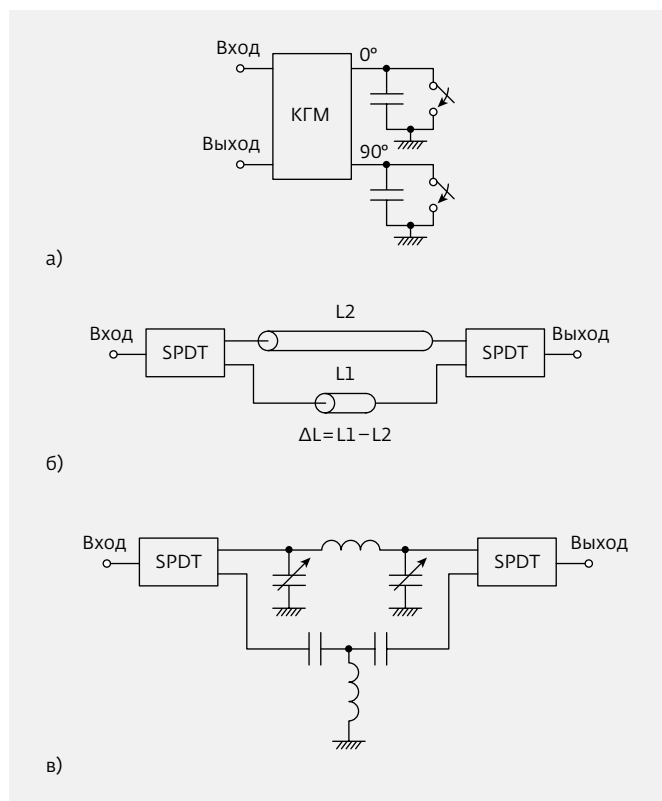 Вход
0°
КГМ
Выход
90°
а)
L2
Вход
SPDT
SPDT
Выход
L1
ΔL=L1−L2
б)
Вход
SPDT
SPDT
Выход
в)